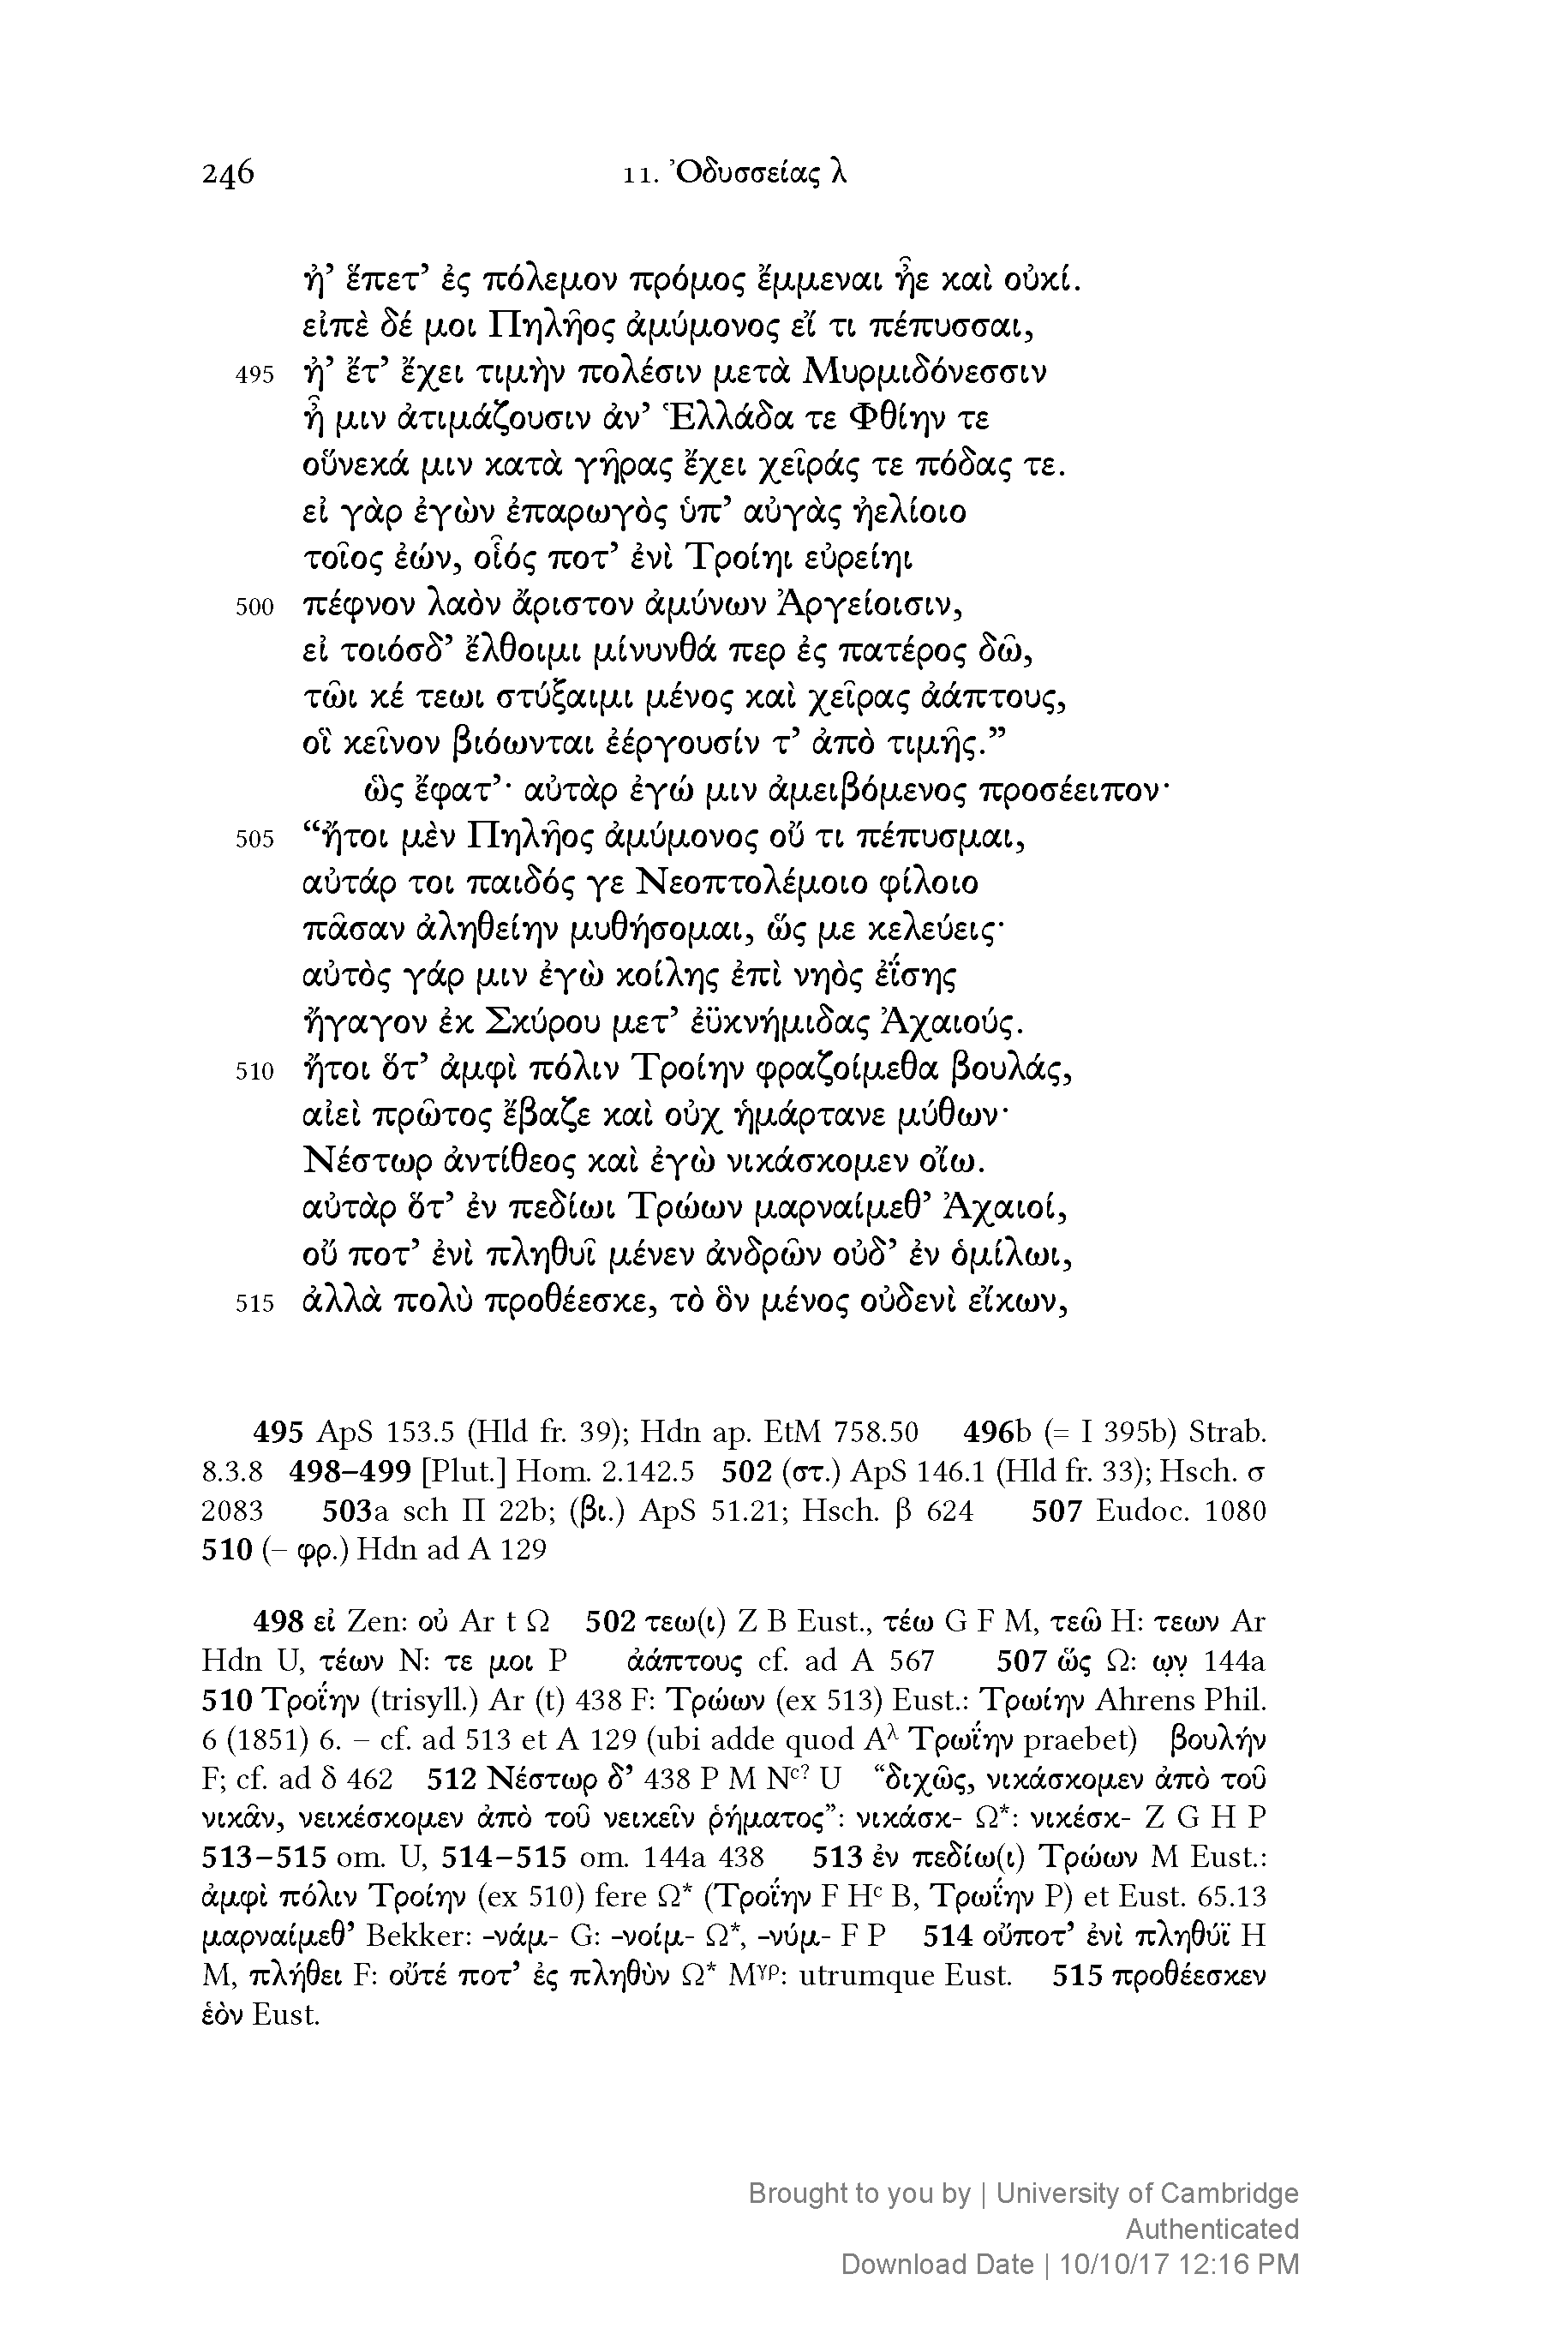 246
11. Ὀδυσσείας λ
ἠ’ ἕπετ’ ἐς πόλεμον πρόμος ἔμμεναι ἦε καὶ οὐκί.
εἰπὲ δέ μοι Πηλῆος ἀμύμονος εἴ τι πέπυσσαι,
495 ἠ’ ἔτ’ ἔχει τιμὴν πολέσιν μετὰ Μυρμιδόνεσσιν
ἦ μιν ἀτιμάζουσιν ἀν’ Ἑλλάδα τε Φθίην τε
οὕνεκά μιν κατὰ γῆρας ἔχει χεῖράς τε πόδας τε.
εἰ γὰρ ἐγὼν ἐπαρωγὸς ὑπ’ αὐγὰς ἠελίοιο
τοῖος ἐών, οἷός ποτ’ ἐνὶ Τροίηι εὐρείηι
500 πέφνον λαὸν ἄριστον ἀμύνων Ἀργείοισιν,
εἰ τοιόσδ’ ἔλθοιμι μίνυνθά περ ἐς πατέρος δῶ,
τῶι κέ τεωι στύξαιμι μένος καὶ χεῖρας ἀάπτους,
οἳ κεῖνον βιόωνται ἐέργουσίν τ’ ἀπὸ τιμῆς.”
ὣς ἔφατ’· αὐτὰρ ἐγώ μιν ἀμειβόμενος προσέειπον·
505 “ἤτοι μὲν Πηλῆος ἀμύμονος οὔ τι πέπυσμαι,
αὐτάρ τοι παιδός γε Νεοπτολέμοιο φίλοιο
πᾶσαν ἀληθείην μυθήσομαι, ὥς με κελεύεις·
αὐτὸς γάρ μιν ἐγὼ κοίλης ἐπὶ νηὸς ἐΐσης
ἤγαγον ἐκ Σκύρου μετ’ ἐϋκνήμιδας Ἀχαιούς.
510 ἤτοι ὅτ’ ἀμφὶ πόλιν Τροίην φραζοίμεθα βουλάς,
αἰεὶ πρῶτος ἔβαζε καὶ οὐχ ἡμάρτανε μύθων·
Νέστωρ ἀντίθεος καὶ ἐγὼ νικάσκομεν οἴω.
αὐτὰρ ὅτ’ ἐν πεδίωι Τρώων μαρναίμεθ’ Ἀχαιοί,
οὔ ποτ’ ἐνὶ πληθυῖ μένεν ἀνδρῶν οὐδ’ ἐν ὁμίλωι,
515 ἀλλὰ πολὺ προθέεσκε, τὸ ὃν μένος οὐδενὶ εἴκων,
495 ApS 153.5 (Hld fr. 39); Hdn ap. EtM 758.50 496b (= I 395b) Strab.
8.3.8 498–499 [Plut.] Hom. 2.142.5 502 (στ.) ApS 146.1 (Hld fr. 33); Hsch. σ
2083 503a sch Π 22b; (βι.) ApS 51.21; Hsch. β 624 507 Eudoc. 1080
510 (– φρ.) Hdn ad A 129
498 εἰ Zen: οὐ Ar t Ω 502 τεω(ι) Z B Eust., τέω G F M, τεῶ H: τεων Ar
Hdn U, τέων N: τε μοι P ἀάπτους cf. ad A 567 507 ὥς Ω: ω̣ν̣ 144a
510 Τροΐην (trisyll.) Ar (t) 438 F: Τρώων (ex 513) Eust.: Τρωίην Ahrens Phil.
6 (1851) 6. – cf. ad 513 et A 129 (ubi adde quod Aᵡ Τρωΐην praebet) βουλήν
F; cf. ad δ 462 512 Νέστωρ δ’ 438 P M Nᶜ? U “διχῶς, νικάσκομεν ἀπὸ τοῦ
νικᾶν, νεικέσκομεν ἀπὸ τοῦ νεικεῖν ῥήματος”: νικάσκ- Ω*: νικέσκ- Z G H P
513–515 om. U, 514–515 om. 144a 438 513 ἐν πεδίω(ι) Τρώων M Eust.:
ἀμφὶ πόλιν Τροίην (ex 510) fere Ω* (Τροΐην F Hᶜ B, Τρωΐην P) et Eust. 65.13
μαρναίμεθ’ Bekker: -νάμ- G: -νοίμ- Ω*, -νύμ- F P 514 οὔποτ’ ἐνὶ πληθύϊ H
M, πλήθει F: οὔτέ ποτ’ ἐς πληθὺν Ω* Mᵞᵖ: utrumque Eust. 515 προθέεσκεν
ἑὸν Eust.
Brought to you by | University of Cambridge
Authenticated
Download Date | 10/10/17 12:16 PM